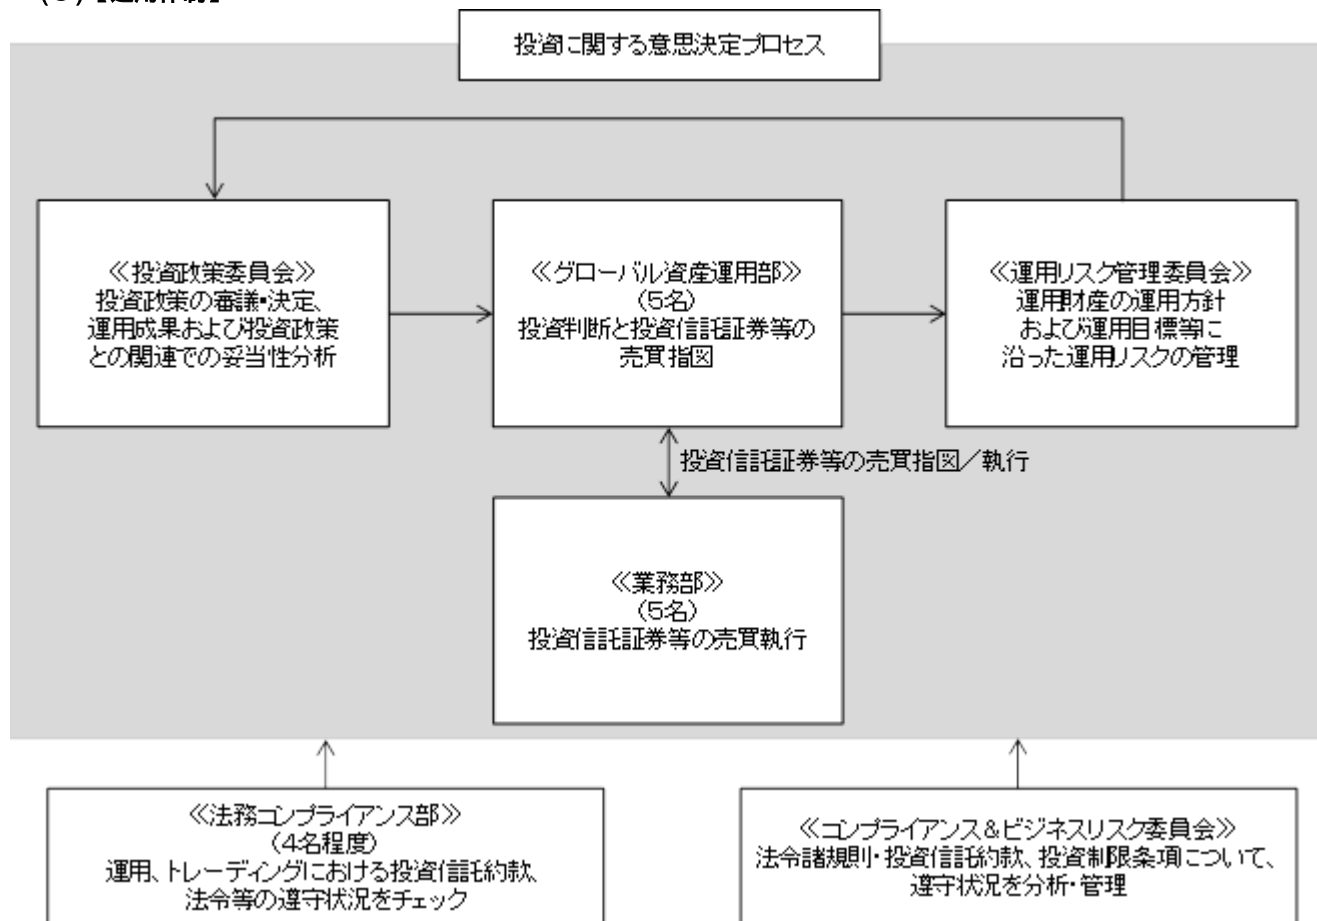 投資に関する意思決定プロセス
≪投資政策委員会≫
投資政策の審議・決定、
運用成果および投資政策
との関連での妥当性分析
≪グローバル資産運用部≫
(5名)
投資判断と投資信託証券等の
売買指図
≪運用リスク管理委員会≫
運用財産の運用方針
および運用目標等に
沿った運用リスクの管理
投資信託証券等の売買指図/執行
≪業務部≫
(5名)
投資信託証券等の売買執行
≪法務コンプライアンス部≫
(4名程度)
運用、トレーディングにおける投資信託約款、
法令等の遵守状況をチェック
≪コンプライアンス&ビジネスリスク委員会≫
法令諸規則・投資信託約款、投資制限条項について、
遵守状況を分析・管理